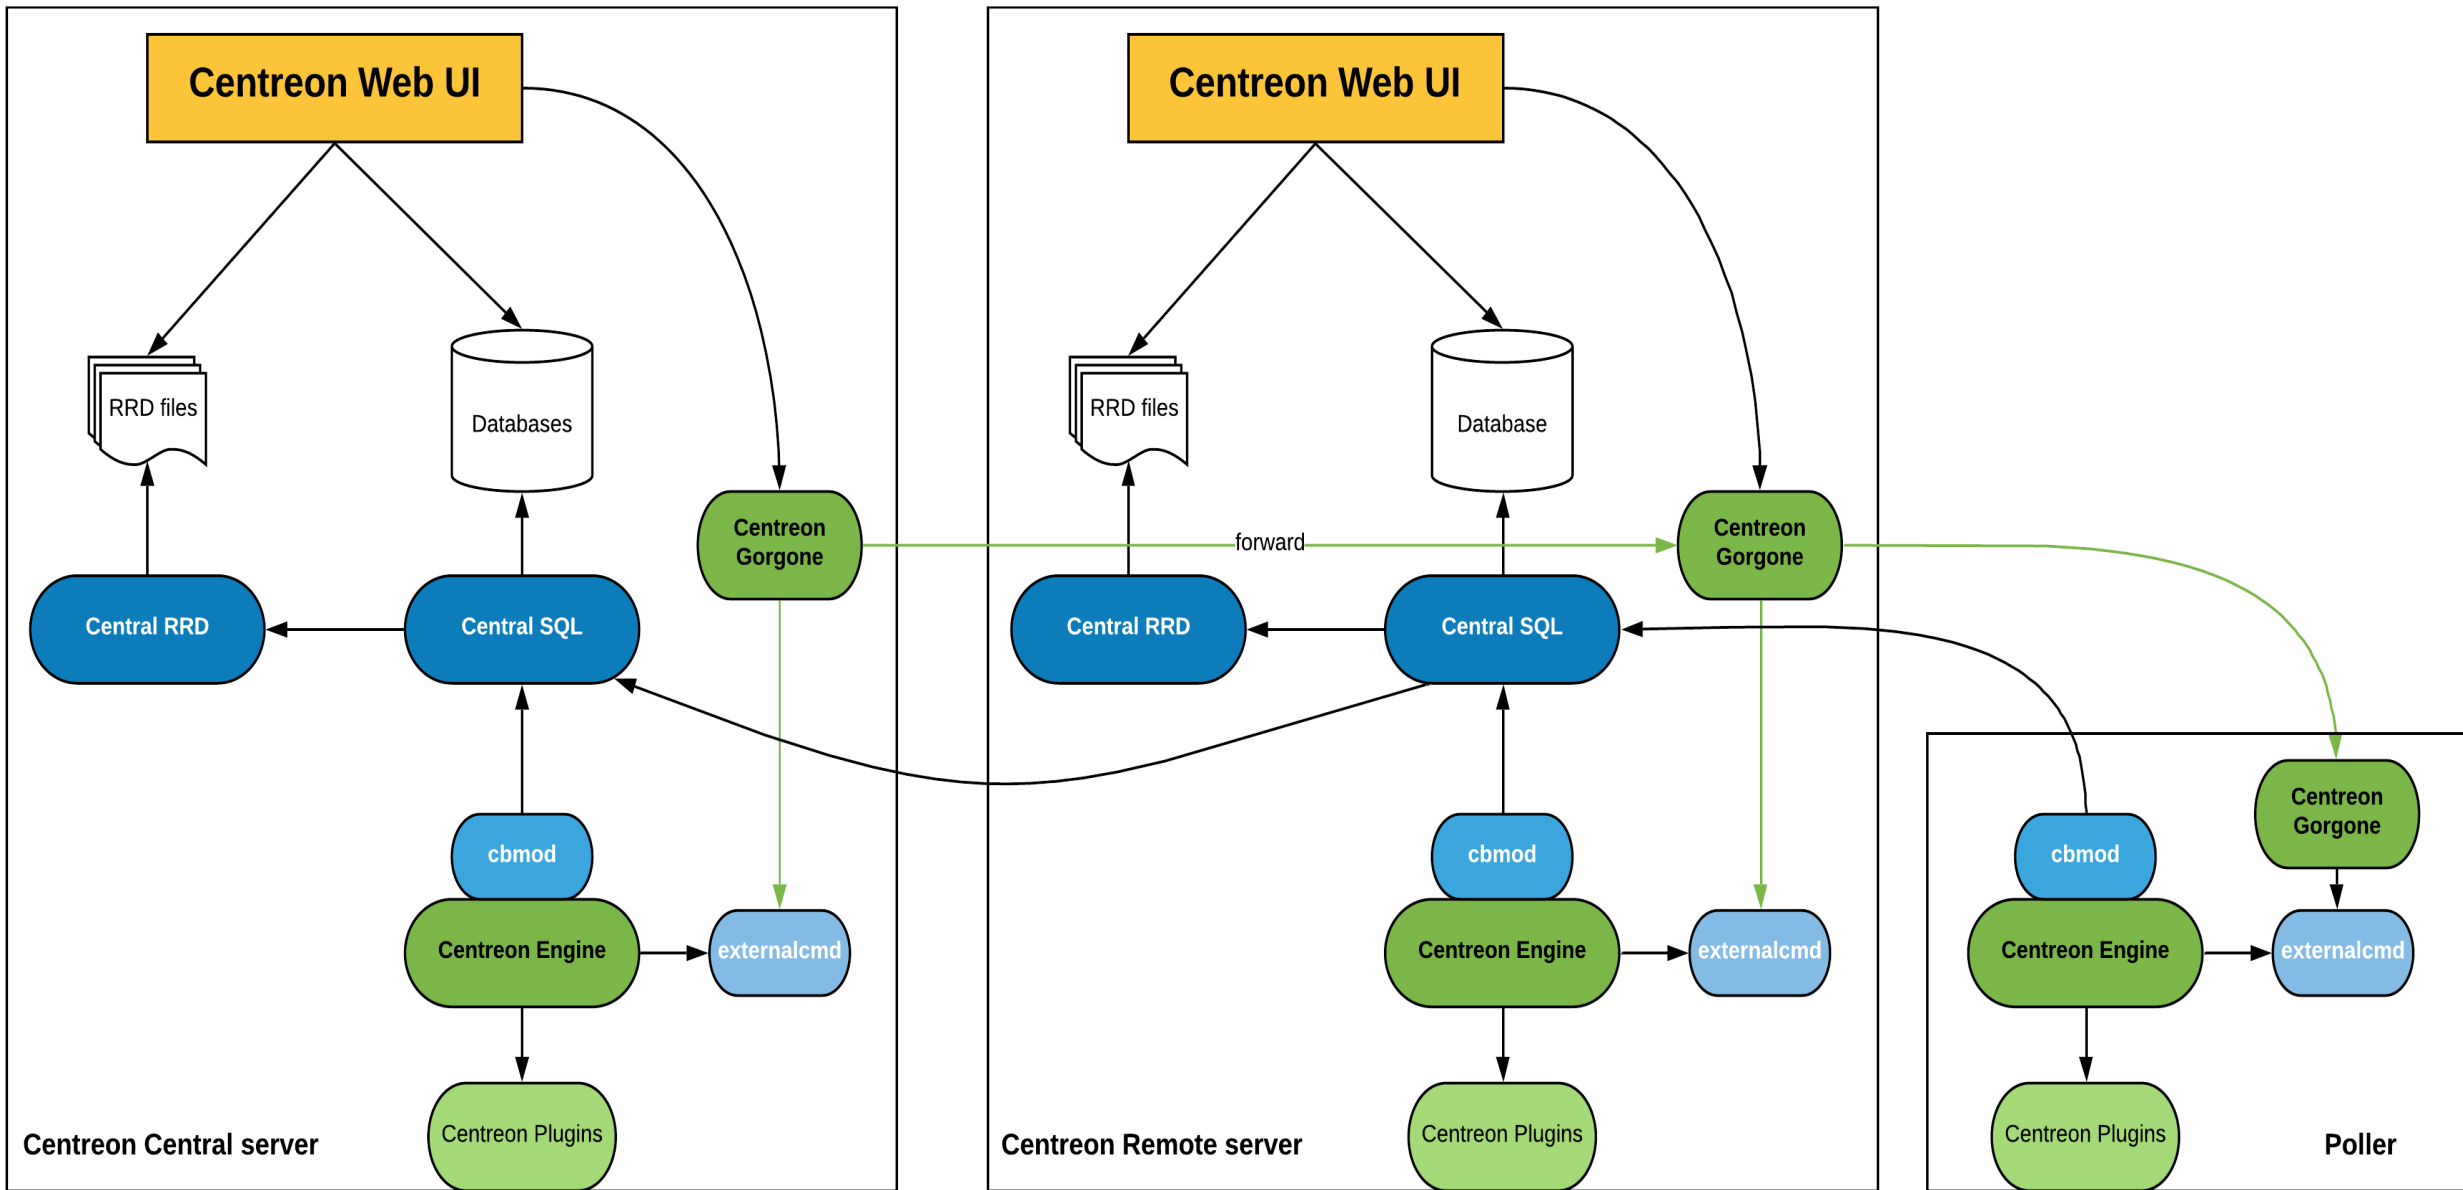 Centreon Web UI
RRD files
Databases
Centreon
Gorgone
Central RRD
Central SQL
cbmod
Centreon Engine
externalcmd
Centreon Plugins
Centreon Central server
forward
Centreon Web UI
RRD files
Database
Centreon
Gorgone
Central RRD
Central SQL
cbmod
Centreon Engine
externalcmd
Centreon Plugins
Centreon Remote server
Centreon
Gorgone
cbmod
Centreon Engine
externalcmd
Centreon Plugins
Poller